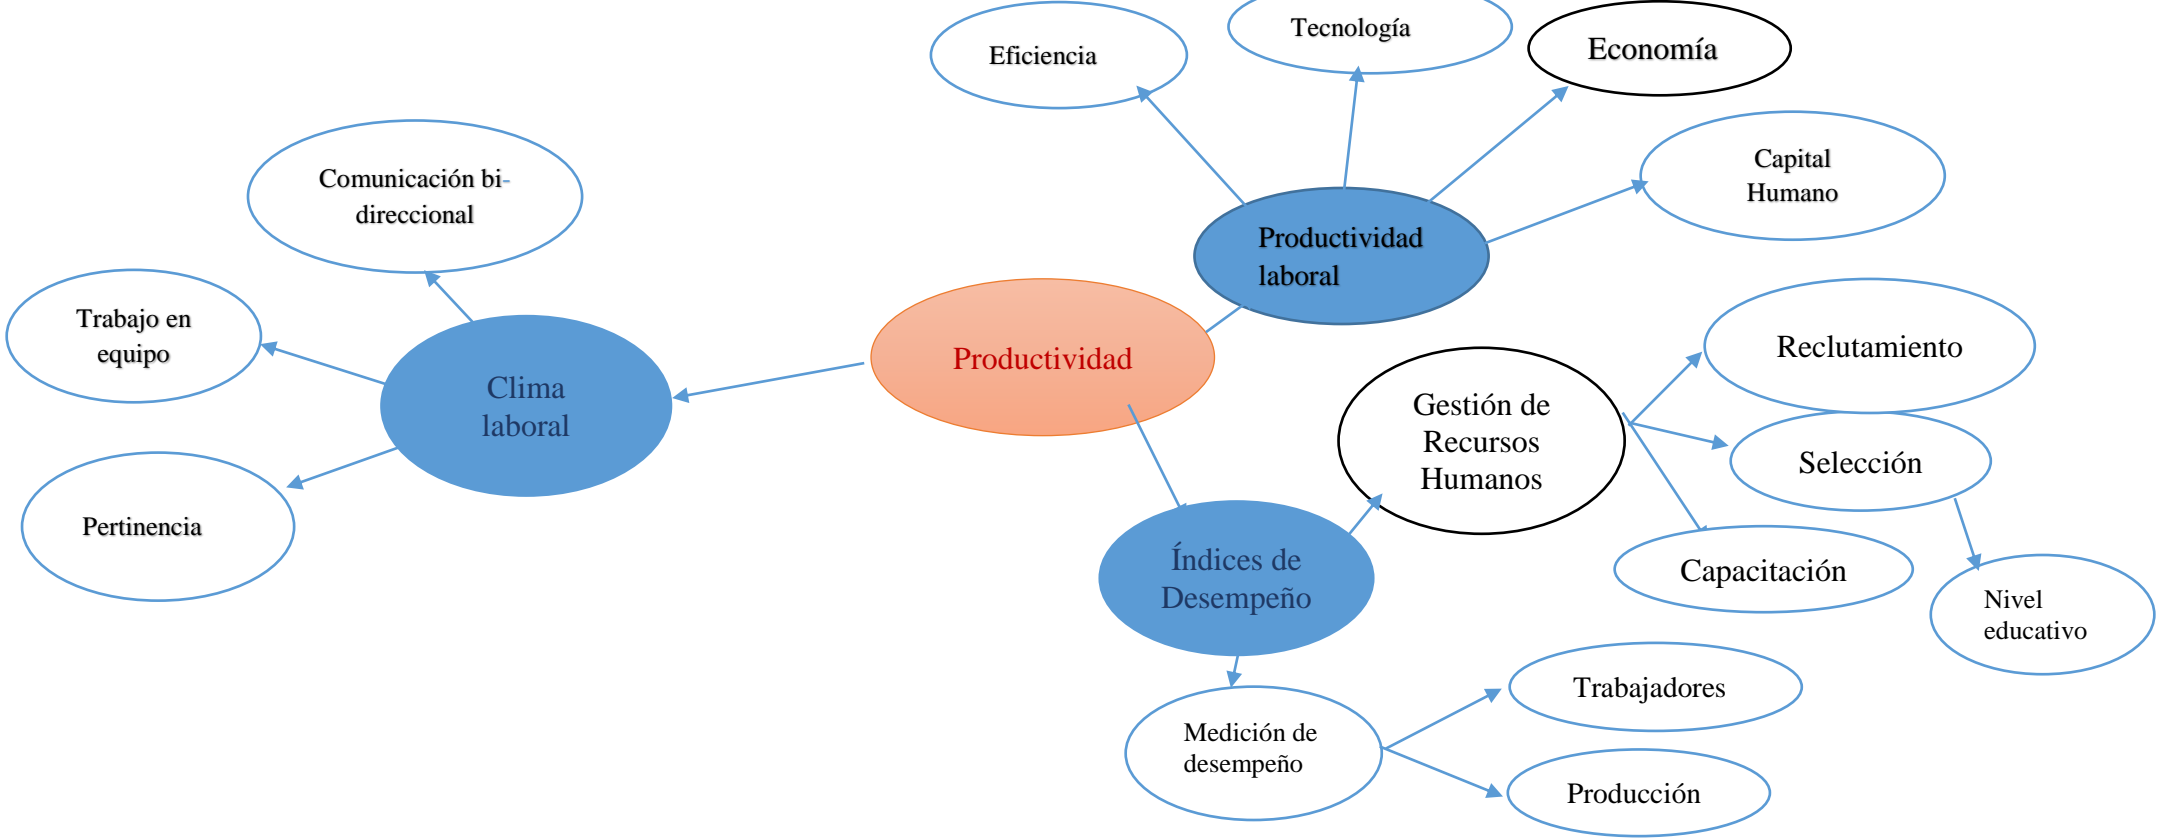 Tecnología
Economía
Eficiencia
Capital
Humano
Comunicación bi-
direccional
Productividad
laboral
Trabajo en
equipo
Productividad
Reclutamiento
Clima
laboral
Gestión de
Recursos
Humanos
Selección
Pertinencia
Índices de
Desempeño
Capacitación
Nivel
educativo
Trabajadores
Medición de
desempeño
Producción